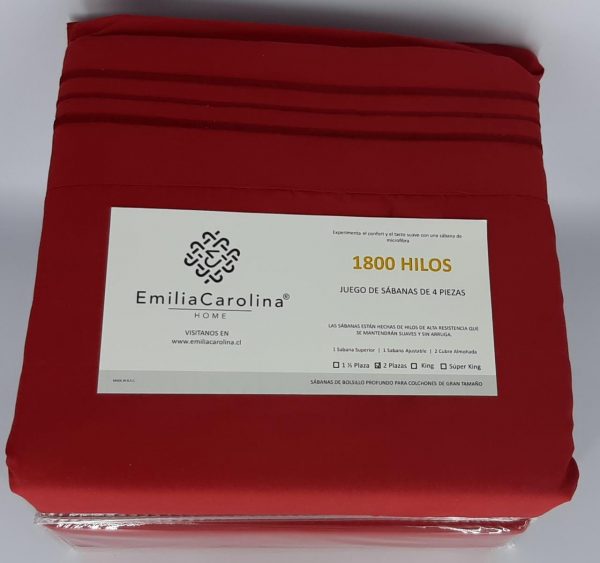 EmiliaCarolina®
HOME
VISITANOS EN
www.emiliacarolina.cl
Experimenta el confort y el tacto suave con una sábana de
microfibra
1800 HILOS
JUEGO DE SÁBANAS DE 4 PIEZAS
LAS SÁBANAS ESTÁN HECHAS DE HILOS DE ALTA RESISTENCIA QUE
SE MANTENDRÁN SUAVES Y SIN ARRUGA.
1 Sabana Superior | 1 Sabana Ajustable | 2 Cubre Almohada
1 ½ Plaza 2 Plazas King Súper King
SÁBANAS DE BOLSILLO PROFUNDO PARA COLCHONES DE GRAN TAMAÑO